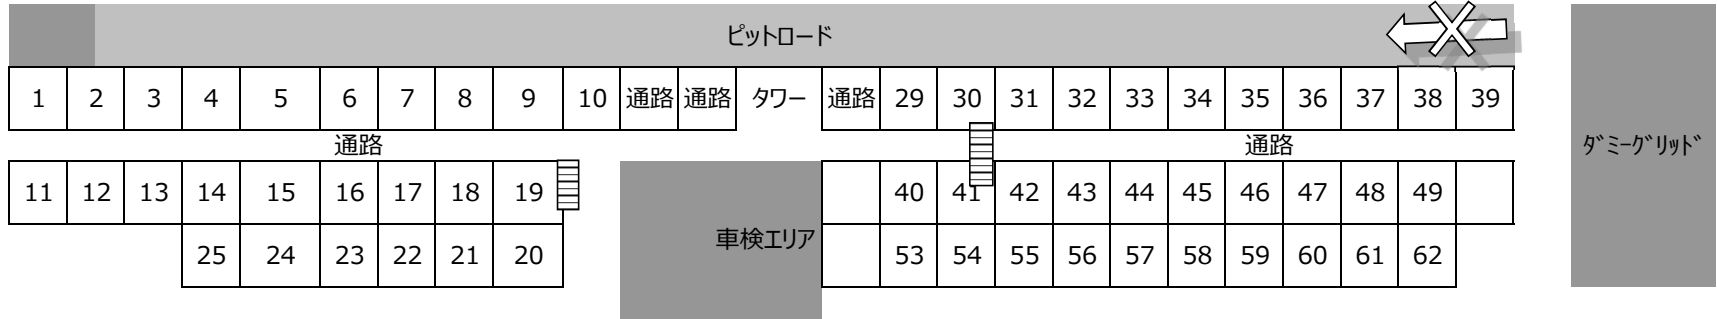 ピットロード
1 2 3 4 5 6 7 8 9 10 通路 通路 タワー 通路 29 30 31 32 33 34 35 36 37 38 39
通路 通路
ダミーグリッド
11 12 13 14 15 16 17 18 19 40 41 42 43 44 45 46 47 48 49
車検エリア
25 24 23 22 21 20 53 54 55 56 57 58 59 60 61 62